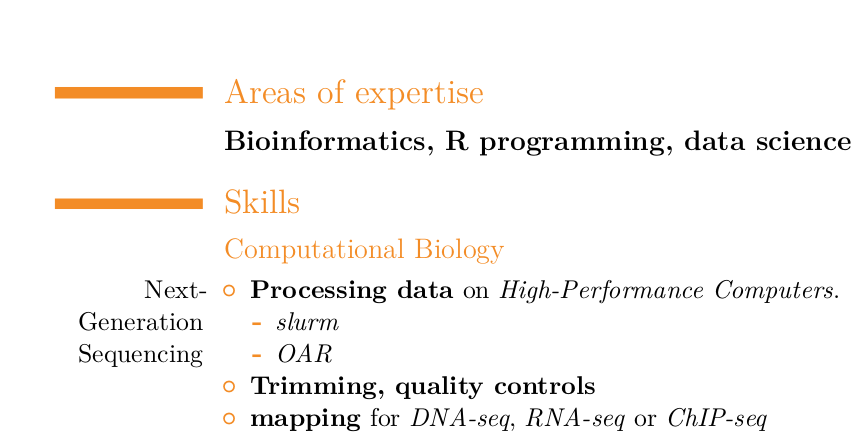 Areas of expertise
Bioinformatics, R programming, data science
Skills
Computational Biology
Next-
Generation
Sequencing
Processing data on High-Performance Computers.
- slurm
- OAR
Trimming, quality controls
mapping for DNA-seq, RNA-seq or ChIP-seq